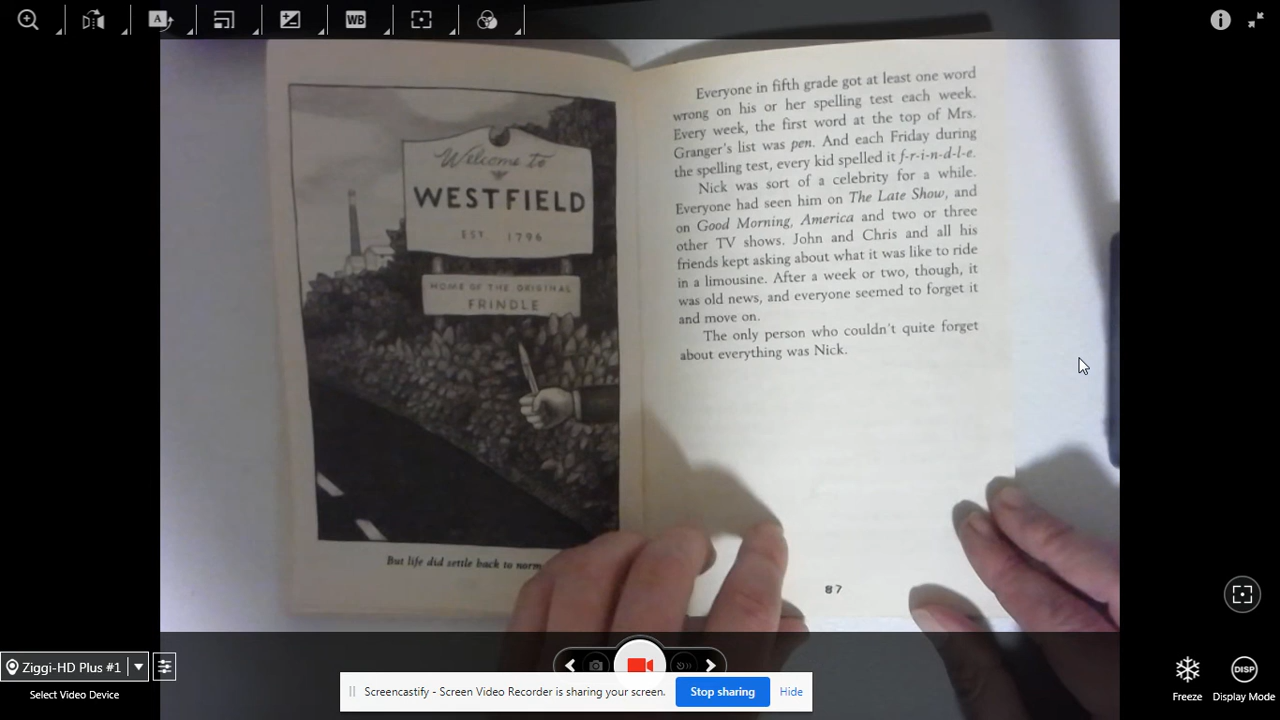 Welcome to
WESTFIELD
EST. 1796
HOME OF THE ORIGINAL
FRINDLE
But life did settle back to norm
Everyone in fifth grade got at least one word
wrong on his or her spelling test each week.
Every week, the first word at the top of Mrs.
Granger's list was pen. And each Friday during
the spelling test, every kid spelled it f-r-i-n-d-l-e.
Nick was sort of a celebrity for a while.
Everyone had seen him on The Late Show, and
on Good Morning, America and two or three
other TV shows. John and Chris and all his
friends kept asking about what it was like to ride
in a limousine. After a week or two, though, it
was old news, and everyone seemed to forget it
and move on.
The only person who couldn't quite forget
about everything was Nick.
87
A
WB
i
Ziggi-HD Plus #1
Select Video Device
Screencastify - Screen Video Recorder is sharing your screen.
Stop sharing
Hide
Freeze
DISP
Display Mode